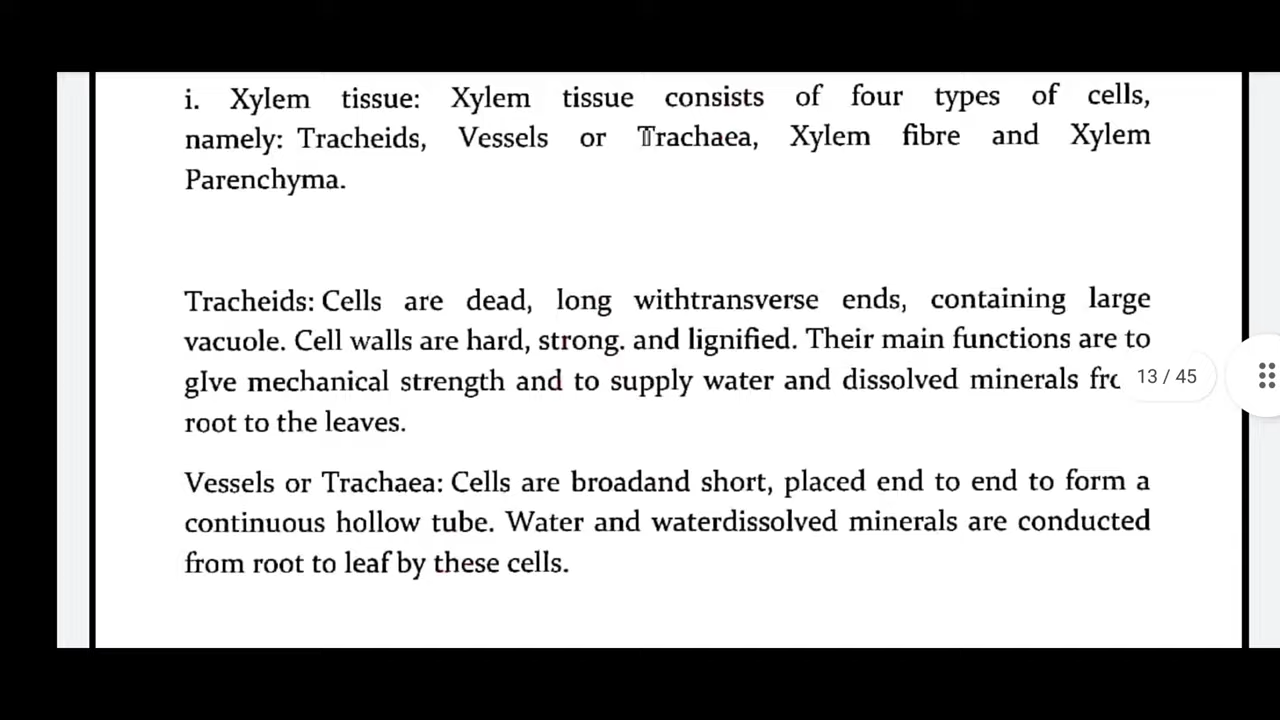 i. Xylem tissue: Xylem tissue consists of four types of cells,
namely: Tracheids, Vessels or Trachaea, Xylem fibre and Xylem
Parenchyma.
Tracheids: Cells are dead, long withtransverse ends, containing large
vacuole. Cell walls are hard, strong. and lignified. Their main functions are to
gIve mechanical strength and to supply water and dissolved minerals
13 / 45
root to the leaves.
Vessels or Trachaea: Cells are broadand short, placed end to end to form a
continuous hollow tube. Water and waterdissolved minerals are conducted
from root to leaf by these cells.